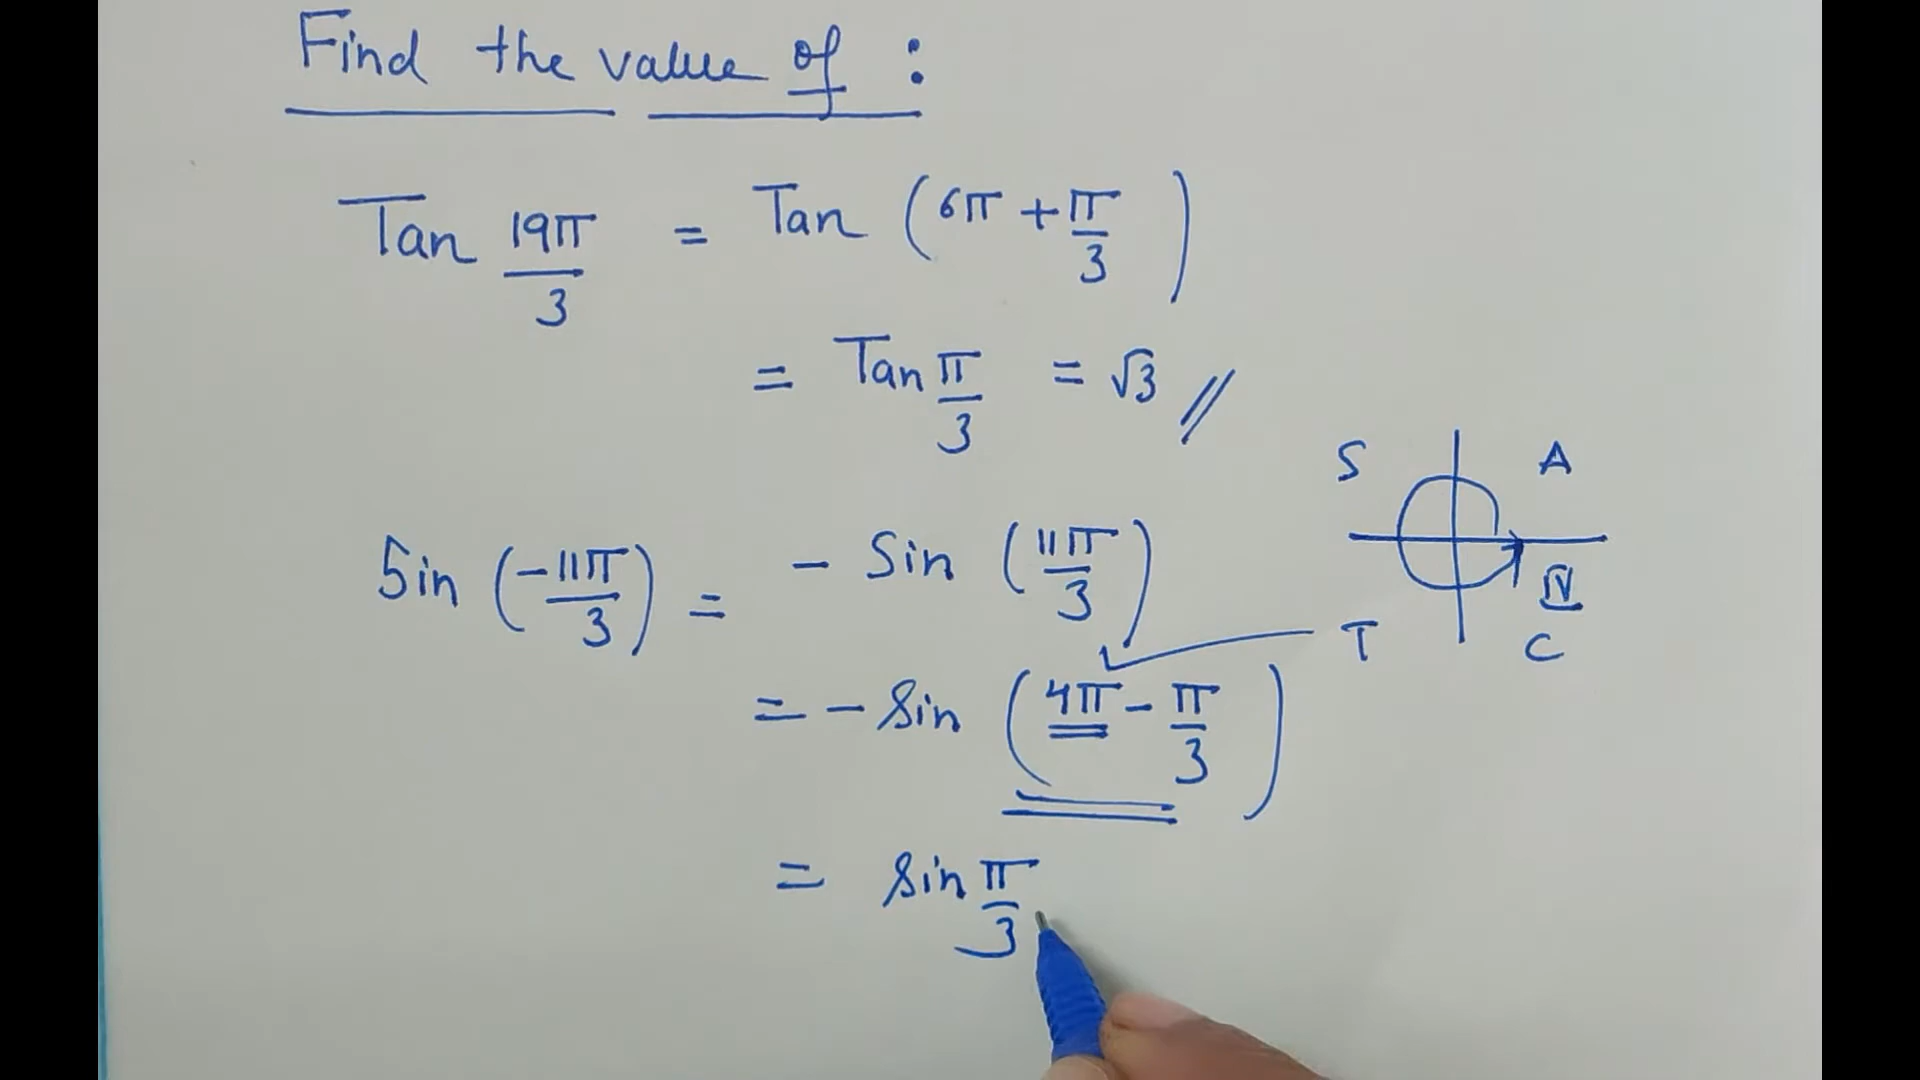 Find the value of :
Tan 19π/3 = Tan (6π + π/3)
= Tan π/3 = √3 //
S A
Sin (-11π/3) = - Sin (11π/3)
IV
T C
= - Sin (4π - π/3)
= Sin π/3